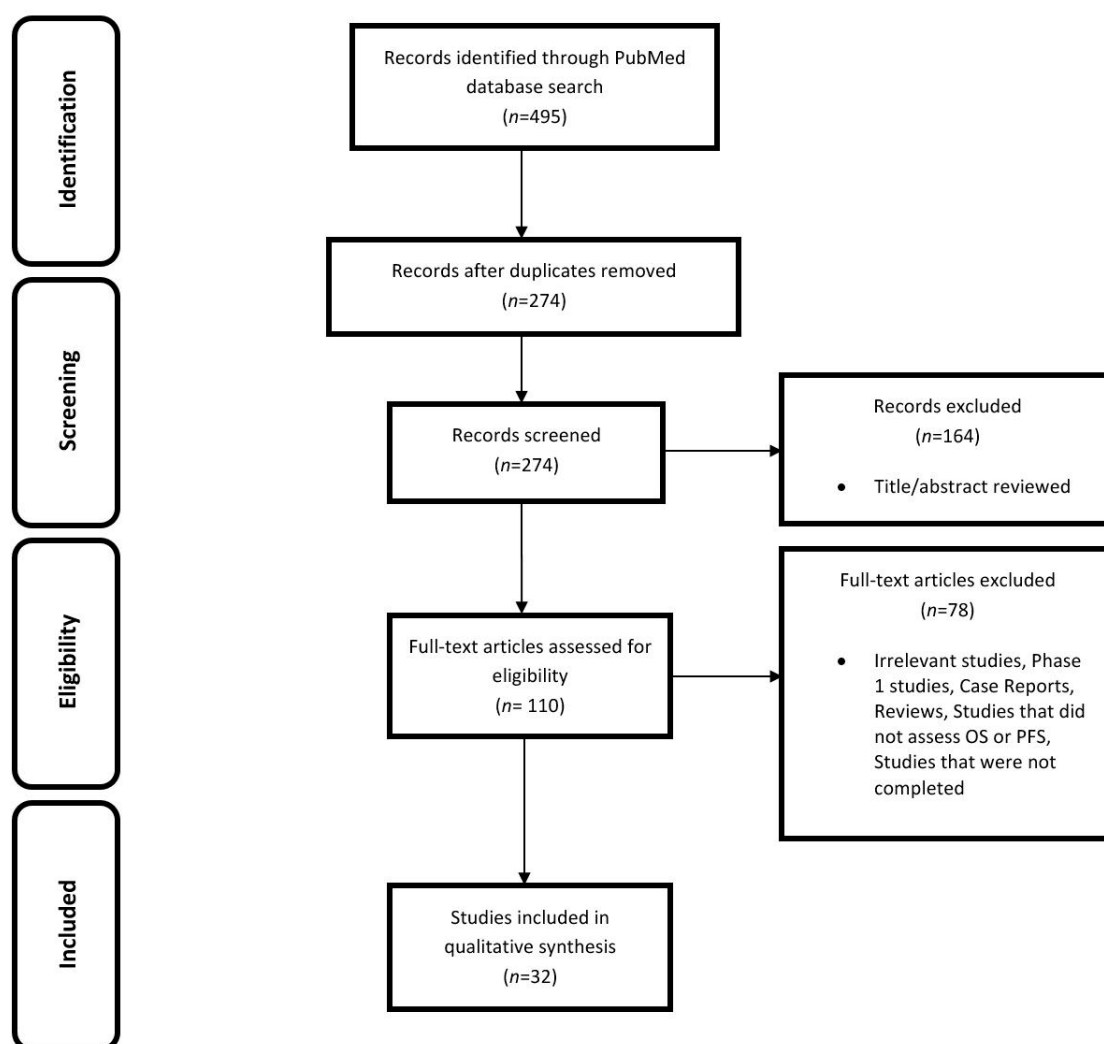 Identification
Records identified through PubMed
database search
(n=495)
Records after duplicates removed
(n=274)
Screening
Records screened
(n=274)
Records excluded
(n=164)
• Title/abstract reviewed
Eligibility
Full-text articles assessed for
eligibility
(n= 110)
Full-text articles excluded
(n=78)
• Irrelevant studies, Phase
1 studies, Case Reports,
Reviews, Studies that did
not assess OS or PFS,
Studies that were not
completed
Included
Studies included in
qualitative synthesis
(n=32)